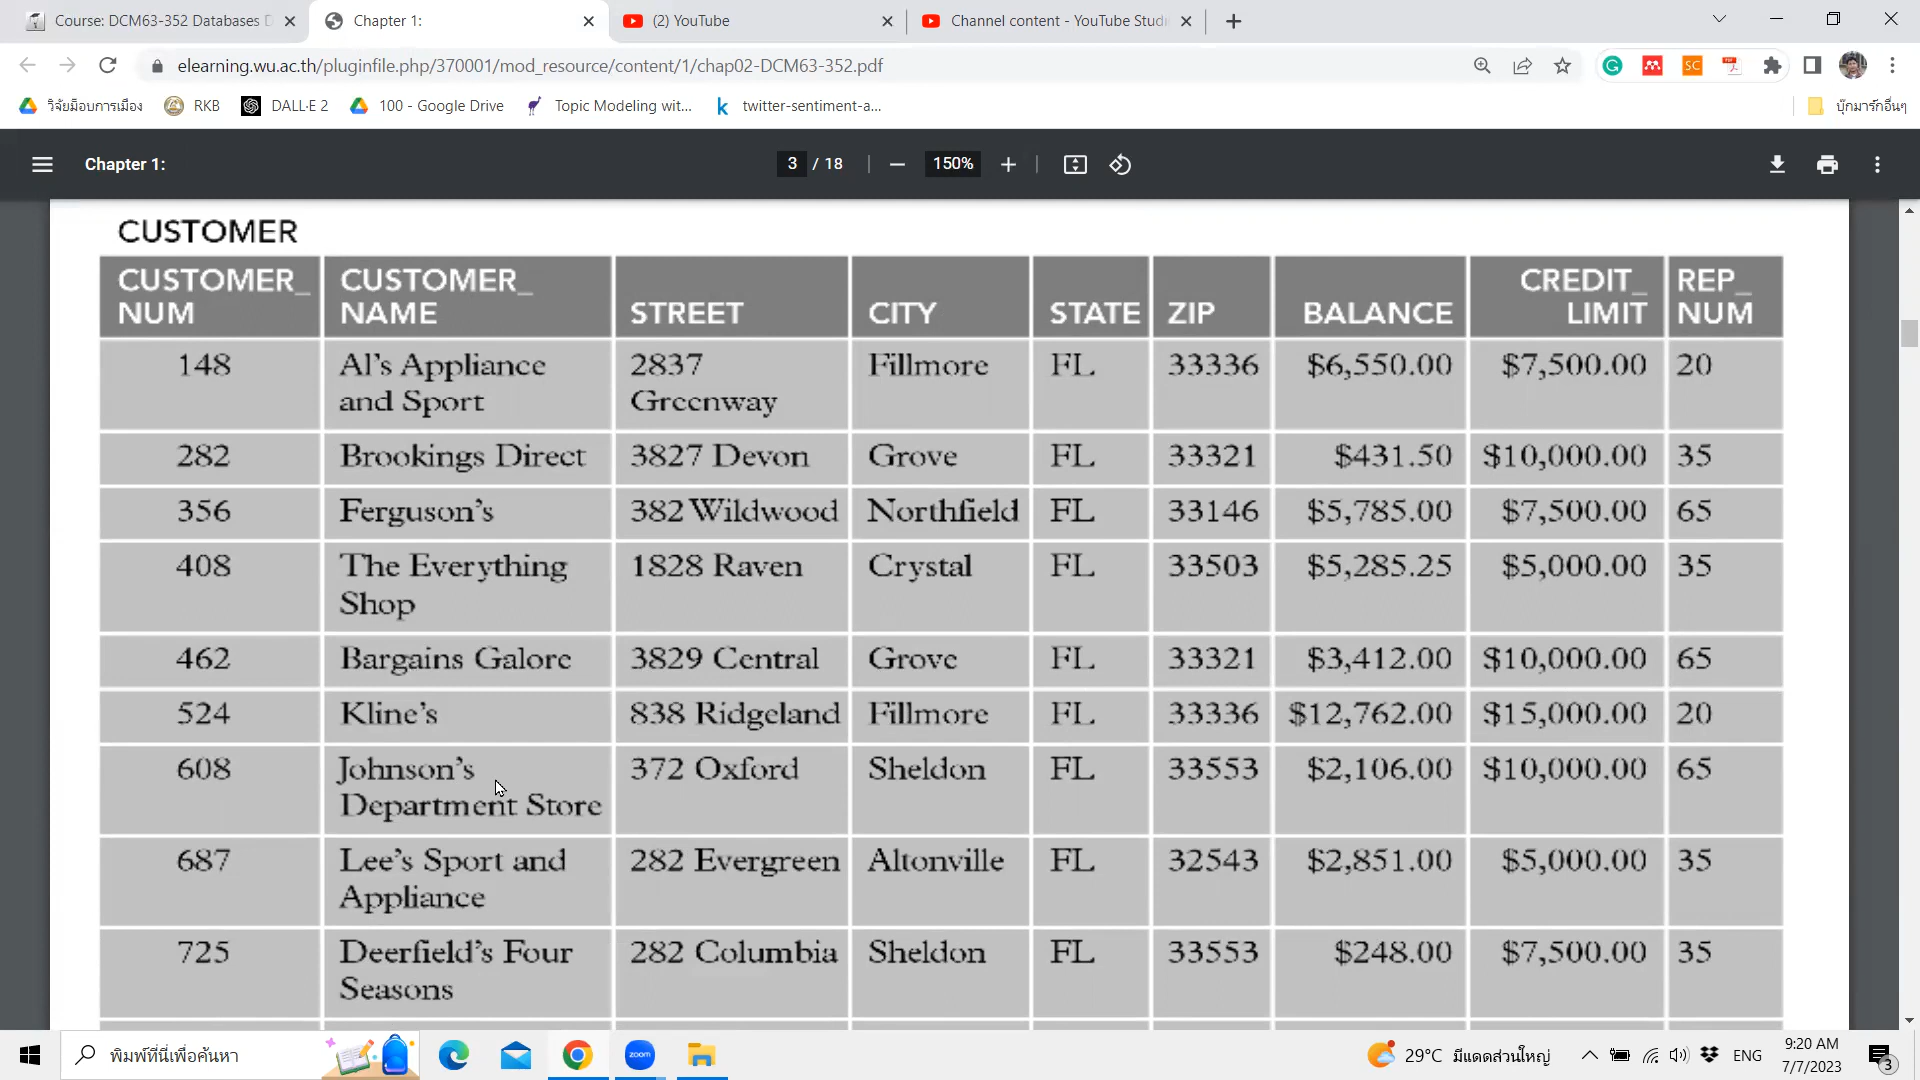 Course: DCM63-352 Databases D
Chapter 1:
(2) YouTube
Channel content - YouTube Studi
elearning.wu.ac.th/pluginfile.php/370001/mod_resource/content/1/chap02-DCM63-352.pdf
วิจัยม็อบการเมือง
RKB
DALL·E 2
100 - Google Drive
Topic Modeling wit...
twitter-sentiment-a...
บุ๊กมาร์กอื่นๆ
Chapter 1:
3 / 18
150%
CUSTOMER
CUSTOMER_ NUM CUSTOMER_ NAME STREET CITY STATE ZIP BALANCE CREDIT_ LIMIT REP_ NUM
148 Al's Appliance and Sport 2837 Greenway Fillmore FL 33336 $6,550.00 $7,500.00 20
282 Brookings Direct 3827 Devon Grove FL 33321 $431.50 $10,000.00 35
356 Ferguson's 382 Wildwood Northfield FL 33146 $5,785.00 $7,500.00 65
408 The Everything Shop 1828 Raven Crystal FL 33503 $5,285.25 $5,000.00 35
462 Bargains Galore 3829 Central Grove FL 33321 $3,412.00 $10,000.00 65
524 Kline's 838 Ridgeland Fillmore FL 33336 $12,762.00 $15,000.00 20
608 Johnson's Department Store 372 Oxford Sheldon FL 33553 $2,106.00 $10,000.00 65
687 Lee's Sport and Appliance 282 Evergreen Altonville FL 32543 $2,851.00 $5,000.00 35
725 Deerfield's Four Seasons 282 Columbia Sheldon FL 33553 $248.00 $7,500.00 35
พิมพ์ที่นี่เพื่อค้นหา
zoom
29°C มีแดดส่วนใหญ่
ENG
9:20 AM
7/7/2023
3